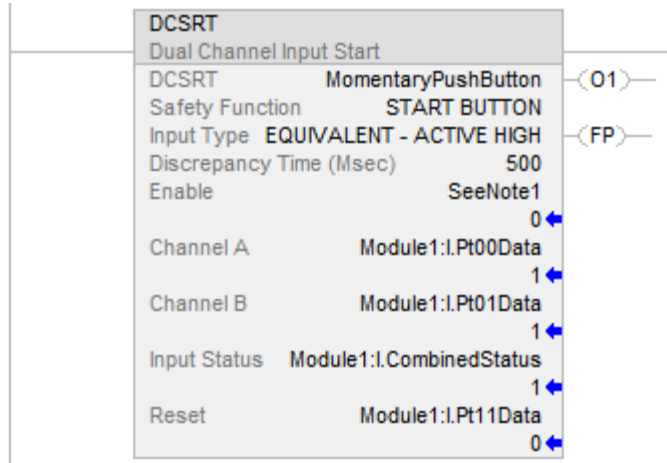 DCSRT
Dual Channel Input Start
DCSRT MomentaryPushButton (O1)
Safety Function START BUTTON
Input Type EQUIVALENT - ACTIVE HIGH (FP)
Discrepancy Time (Msec) 500
Enable SeeNote1
0
Channel A Module1:I.Pt00Data
1
Channel B Module1:I.Pt01Data
1
Input Status Module1:I.CombinedStatus
1
Reset Module1:I.Pt11Data
0